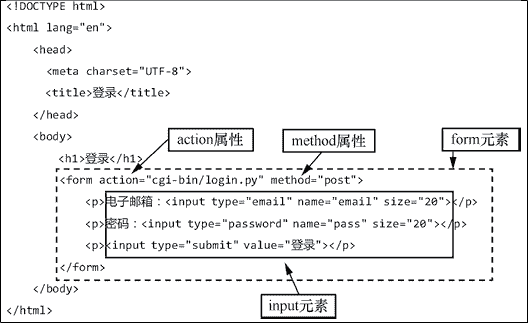 <!DOCTYPE html>
<html lang="en">
<head>
<meta charset="UTF-8">
<title>登录</title>
</head>
<body>
action属性
method属性
form元素
<h1>登录</h1>
<form action="cgi-bin/login.py" method="post">
<p>电子邮箱：<input type="email" name="email" size="20"></p>
<p>密码：<input type="password" name="pass" size="20"></p>
<p><input type="submit" value="登录"></p>
</form>
input元素
</body>
</html>